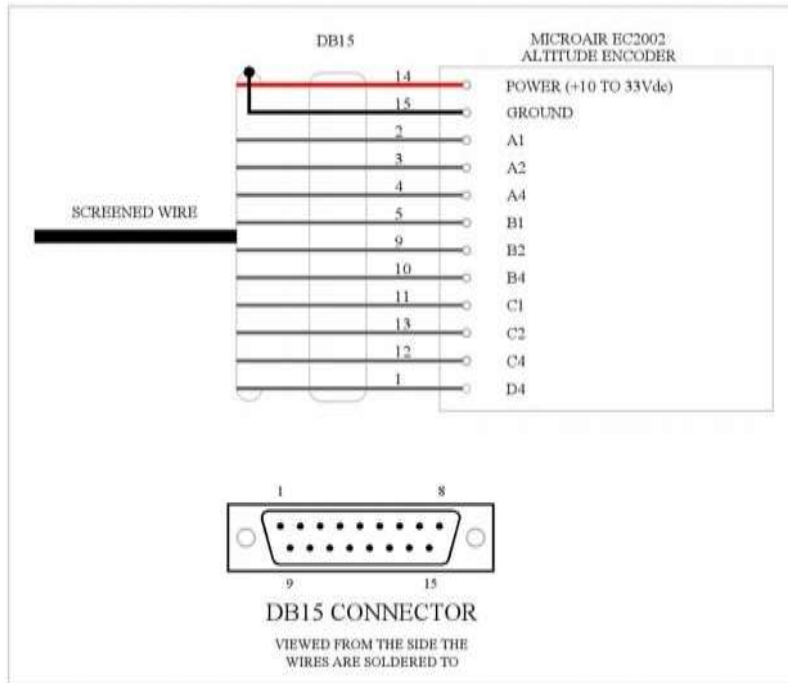 DB15
MICROAIR EC2002
ALTITUDE ENCODER
14 POWER (+10 TO 33Vdc)
15 GROUND
2 A1
3 A2
4 A4
SCREENED WIRE
5 B1
9 B2
10 B4
11 C1
13 C2
12 C4
1 D4
1 8
9 15
DB15 CONNECTOR
VIEWED FROM THE SIDE THE
WIRES ARE SOLDERED TO